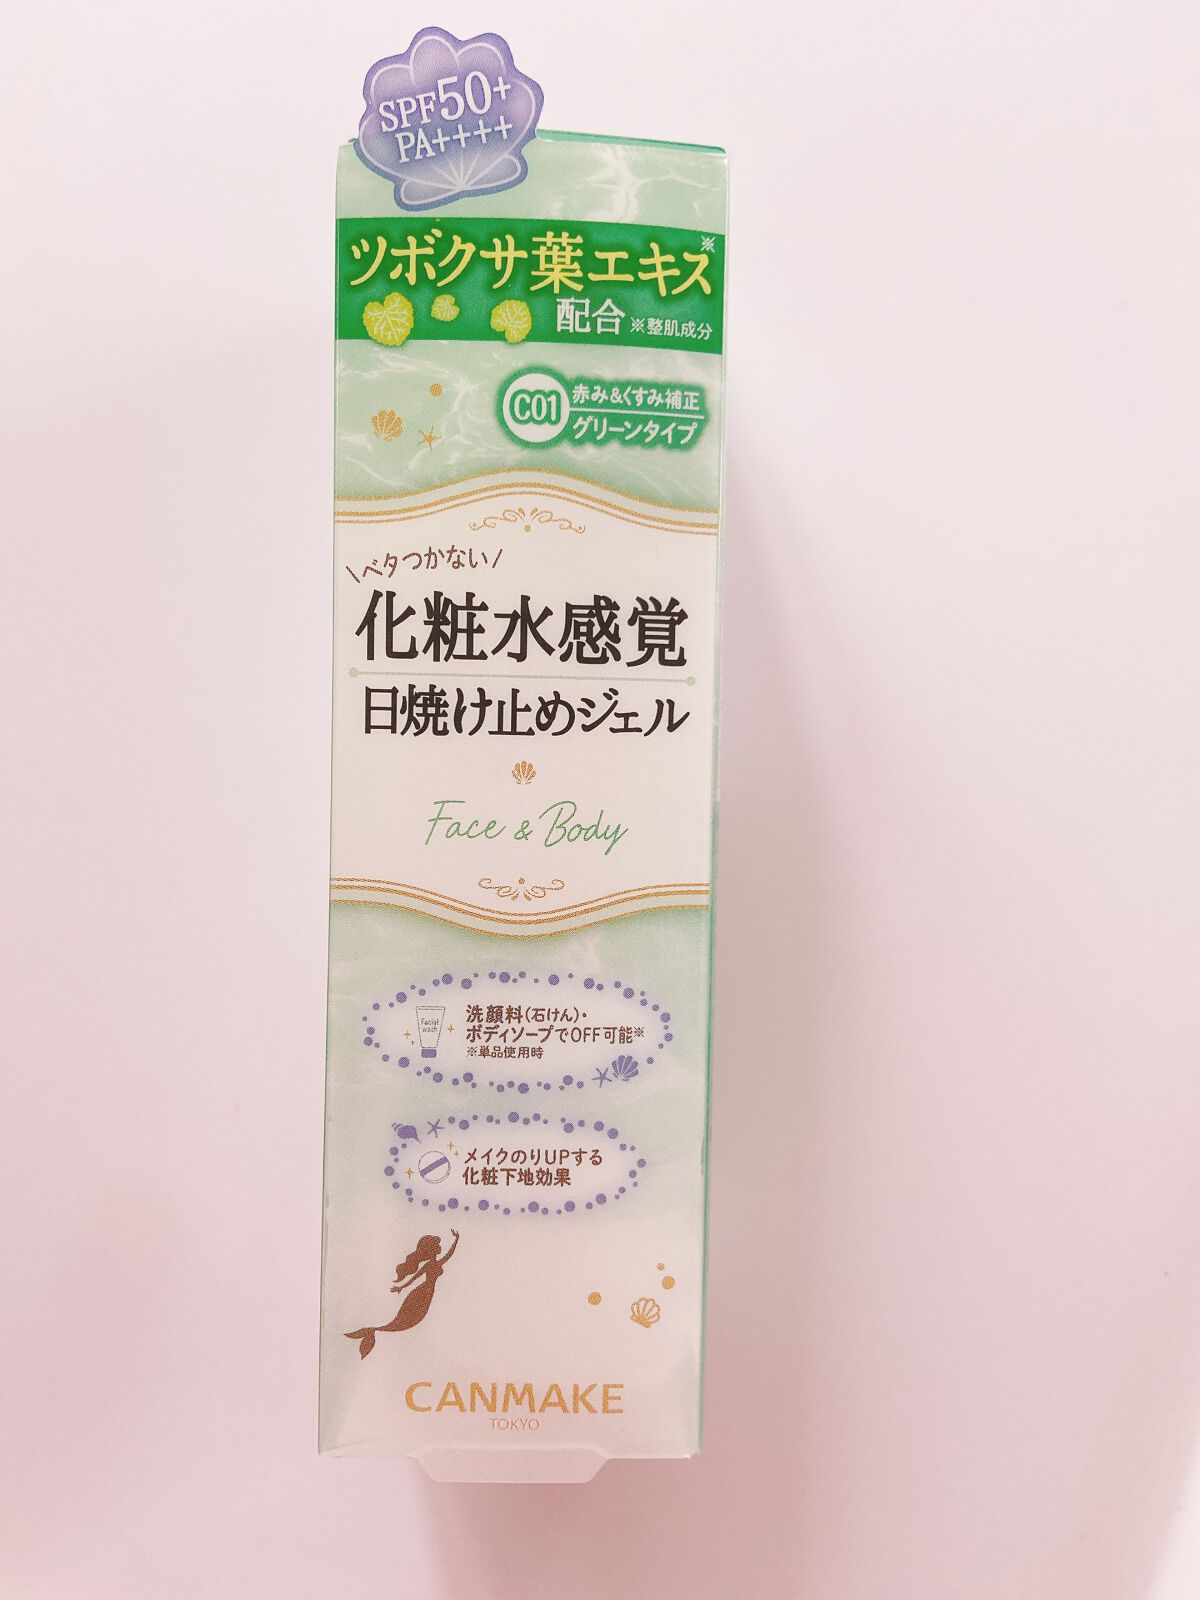 SPF50+
PA++++
ツボクサ葉エキス※
配合 ※整肌成分
C01
赤み&くすみ補正
グリーンタイプ
\ベタつかない/
化粧水感覚
日焼け止めジェル
Face & Body
Facial
wash
洗顔料(石けん)・
ボディソープでOFF可能※
※単品使用時
メイクのりUPする
化粧下地効果
CANMAKE
TOKYO